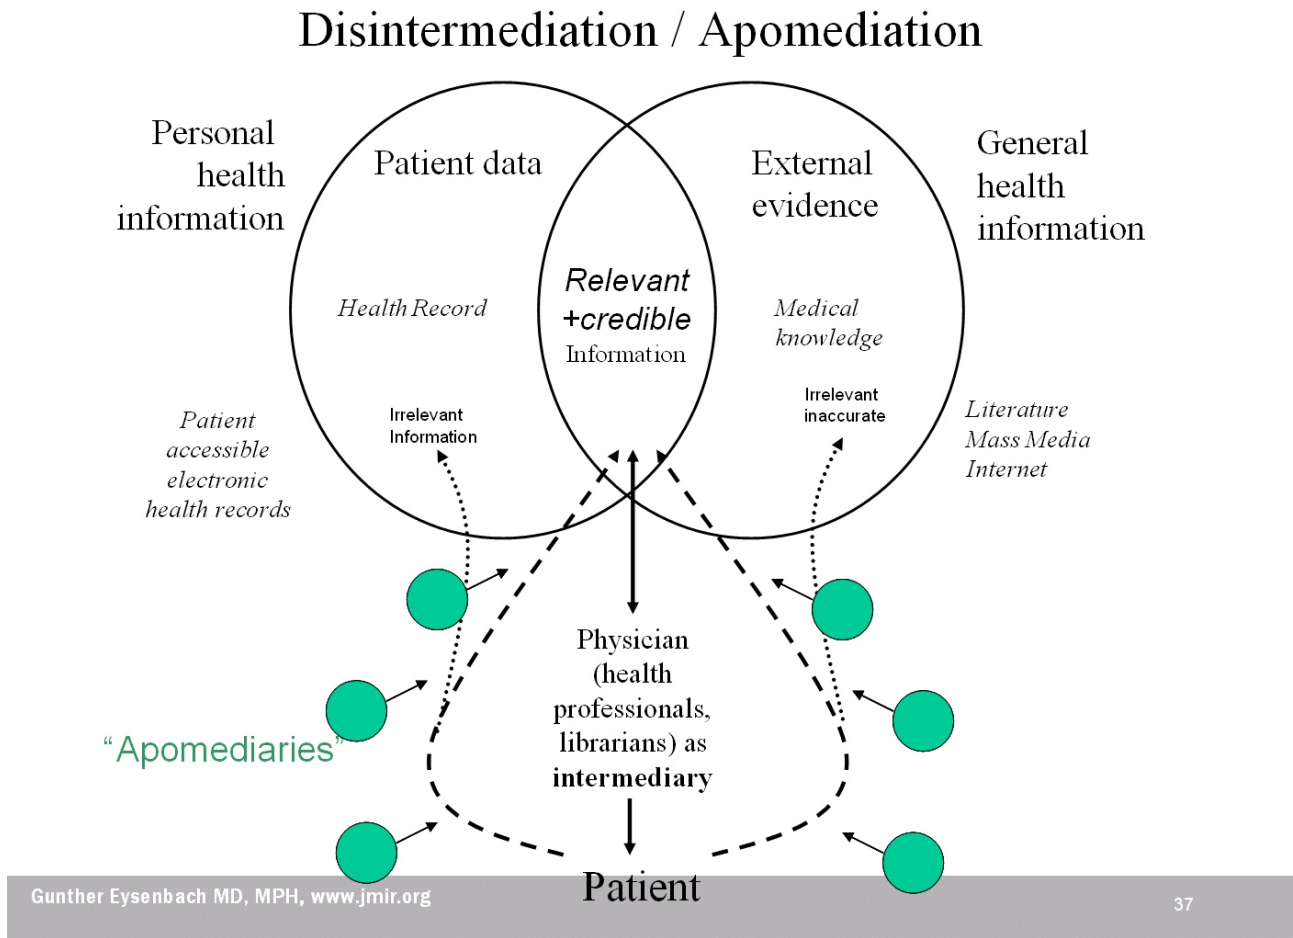 Disintermediation / Apomediation
Personal
health
information
Patient data
External
evidence
General
health
information
Health Record
Relevant
+credible
Information
Medical
knowledge
Patient
accessible
electronic
health records
Irrelevant
Information
Irrelevant
inaccurate
Literature
Mass Media
Internet
Physician
(health
professionals,
librarians) as
intermediary
“Apomediaries”
Patient
Gunther Eysenbach MD, MPH, www.jmir.org
37